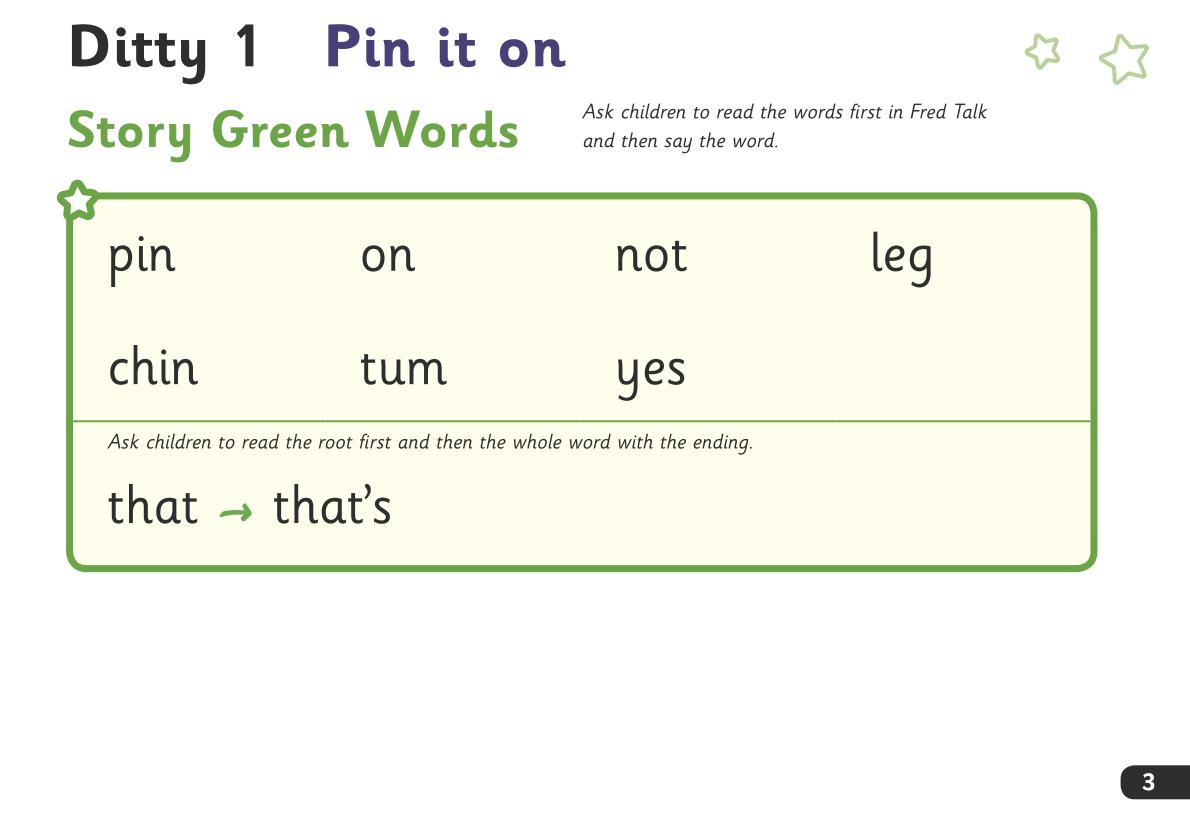 Ditty 1 Pin it on
Story Green Words
Ask children to read the words first in Fred Talk
and then say the word.
pin on not leg
chin tum yes
Ask children to read the root first and then the whole word with the ending.
that → that’s
3